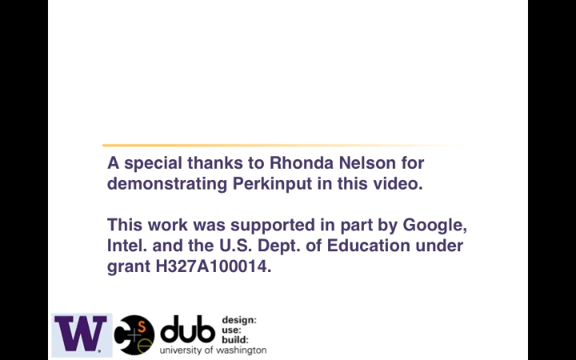 A special thanks to Rhonda Nelson for
demonstrating Perkinput in this video.
This work was supported in part by Google,
Intel. and the U.S. Dept. of Education under
grant H327A100014.
W.
c+se
dub
design:
use:
build:
university of washington